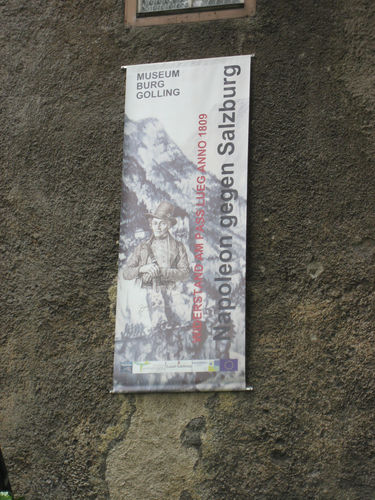 MUSEUM
BURG
GOLLING
WIDERSTAND AM PASS LUEG ANNO 1809
Napoleon gegen Salzburg